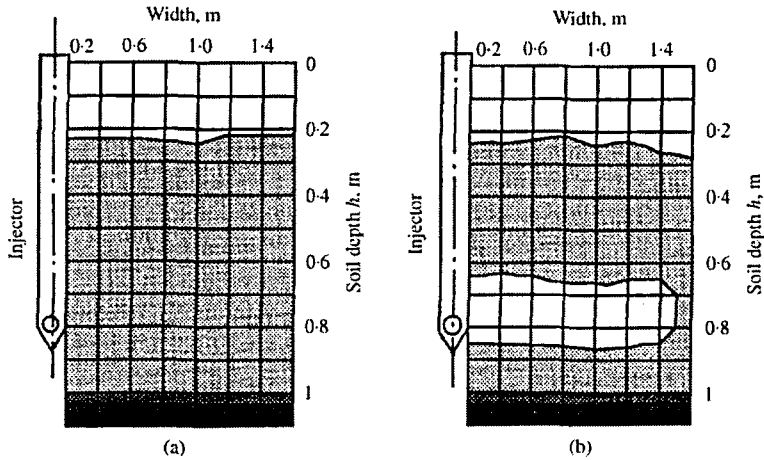 Width, m
0·2 0·6 1·0 1·4
0
0·2
0·4
0·6
0·8
1
Soil depth h, m
Injector
(a)
Width, m
0·2 0·6 1·0 1·4
0
0·2
0·4
0·6
0·8
1
Soil depth h, m
Injector
(b)